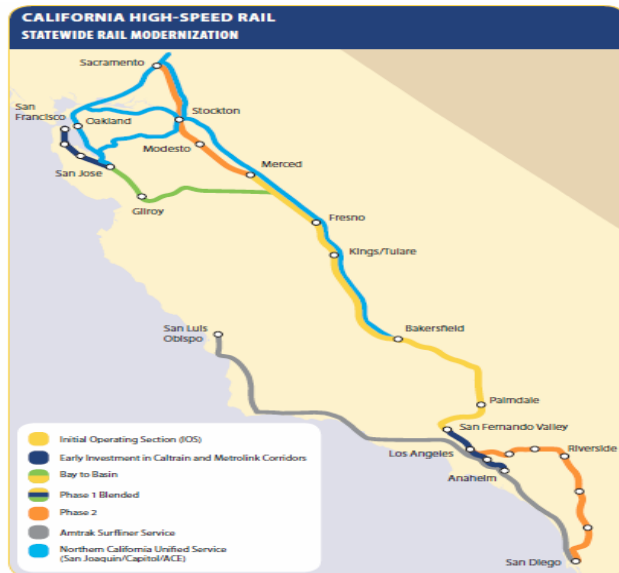 CALIFORNIA HIGH-SPEED RAIL
STATEWIDE RAIL MODERNIZATION
Sacramento
San
Francisco
Oakland
Stockton
Modesto
Merced
San Jose
Gilroy
Fresno
Kings/Tulare
San Luis
Obispo
Bakersfield
Palmdale
San Fernando Valley
Los Angeles
Riverside
Anaheim
San Diego
Initial Operating Section (IOS)
Early Investment in Caltrain and Metrolink Corridors
Bay to Basin
Phase 1 Blended
Phase 2
Amtrak Surfliner Service
Northern California Unified Service
(San Joaquin/Capitol/ACE)